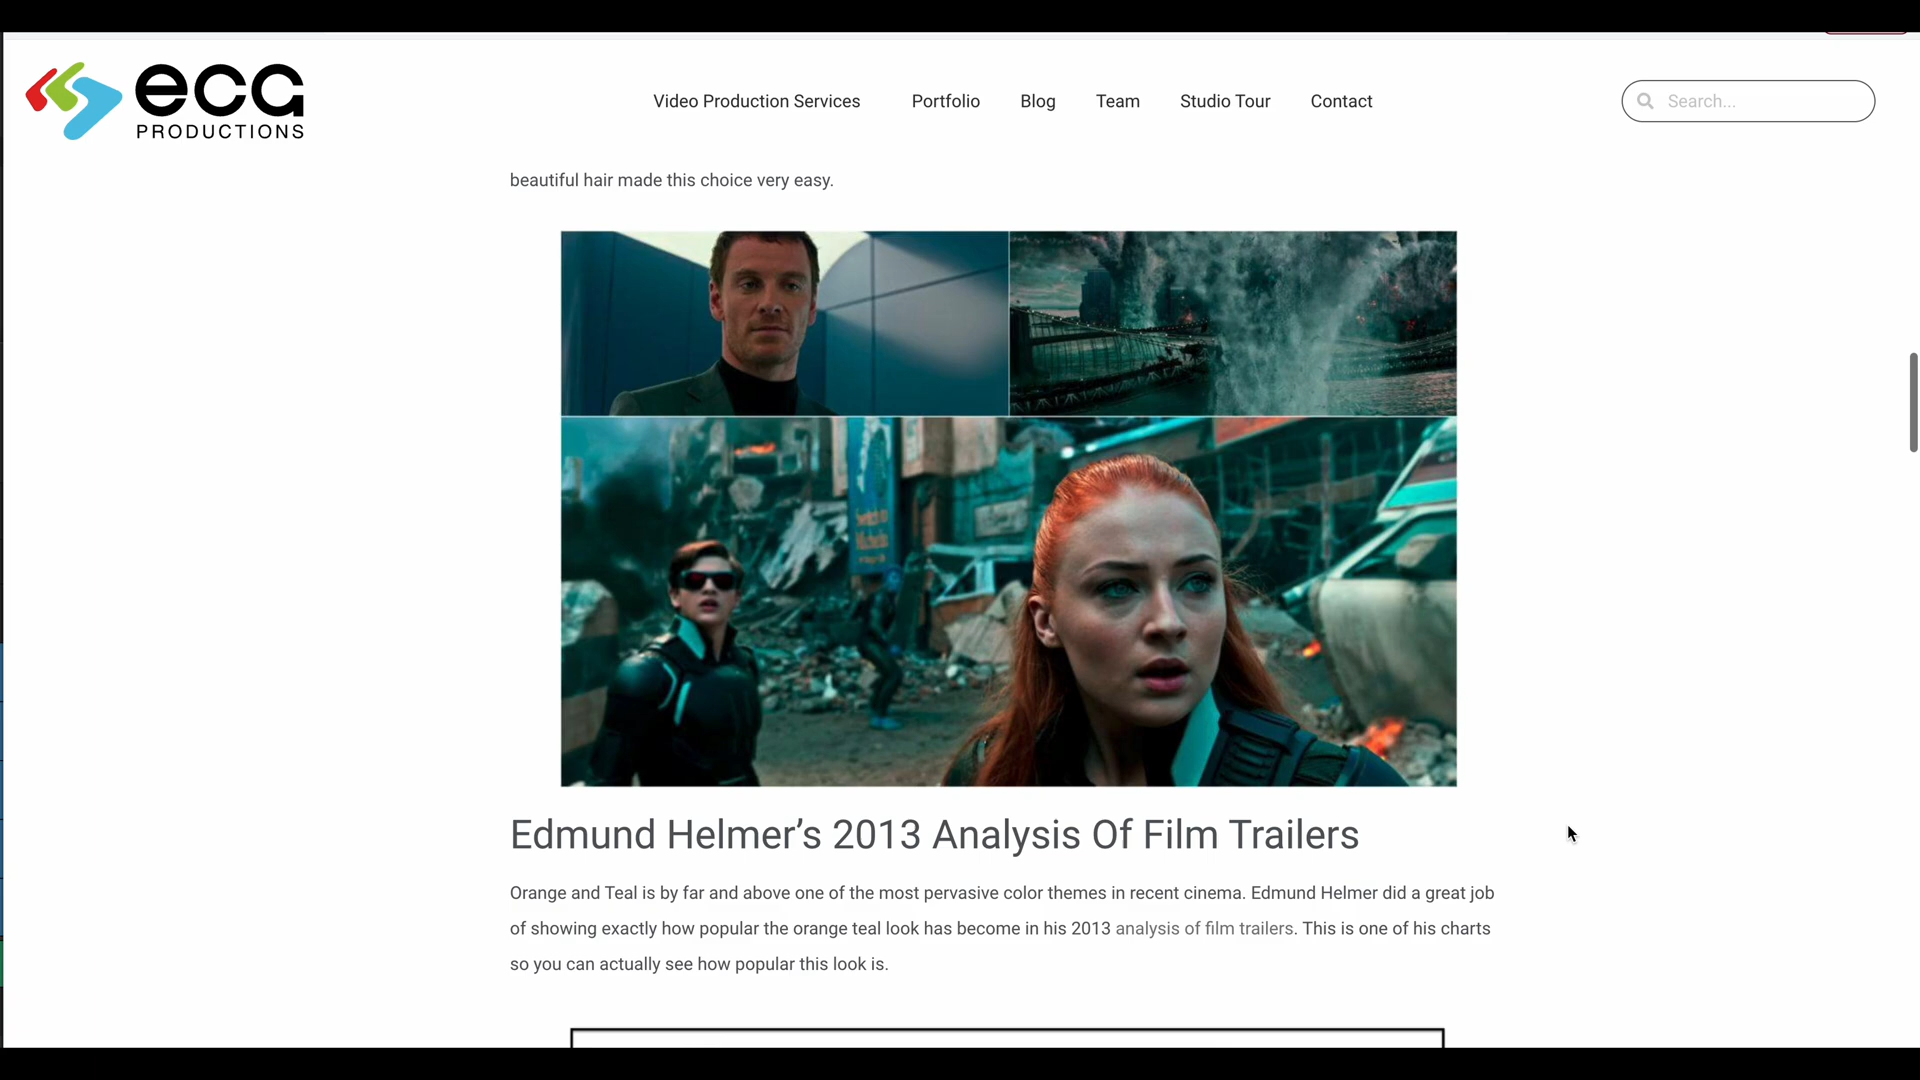 eca
PRODUCTIONS
Video Production Services
Portfolio
Blog
Team
Studio Tour
Contact
Search...
beautiful hair made this choice very easy.
Edmund Helmer’s 2013 Analysis Of Film Trailers
Orange and Teal is by far and above one of the most pervasive color themes in recent cinema. Edmund Helmer did a great job
of showing exactly how popular the orange teal look has become in his 2013 analysis of film trailers. This is one of his charts
so you can actually see how popular this look is.